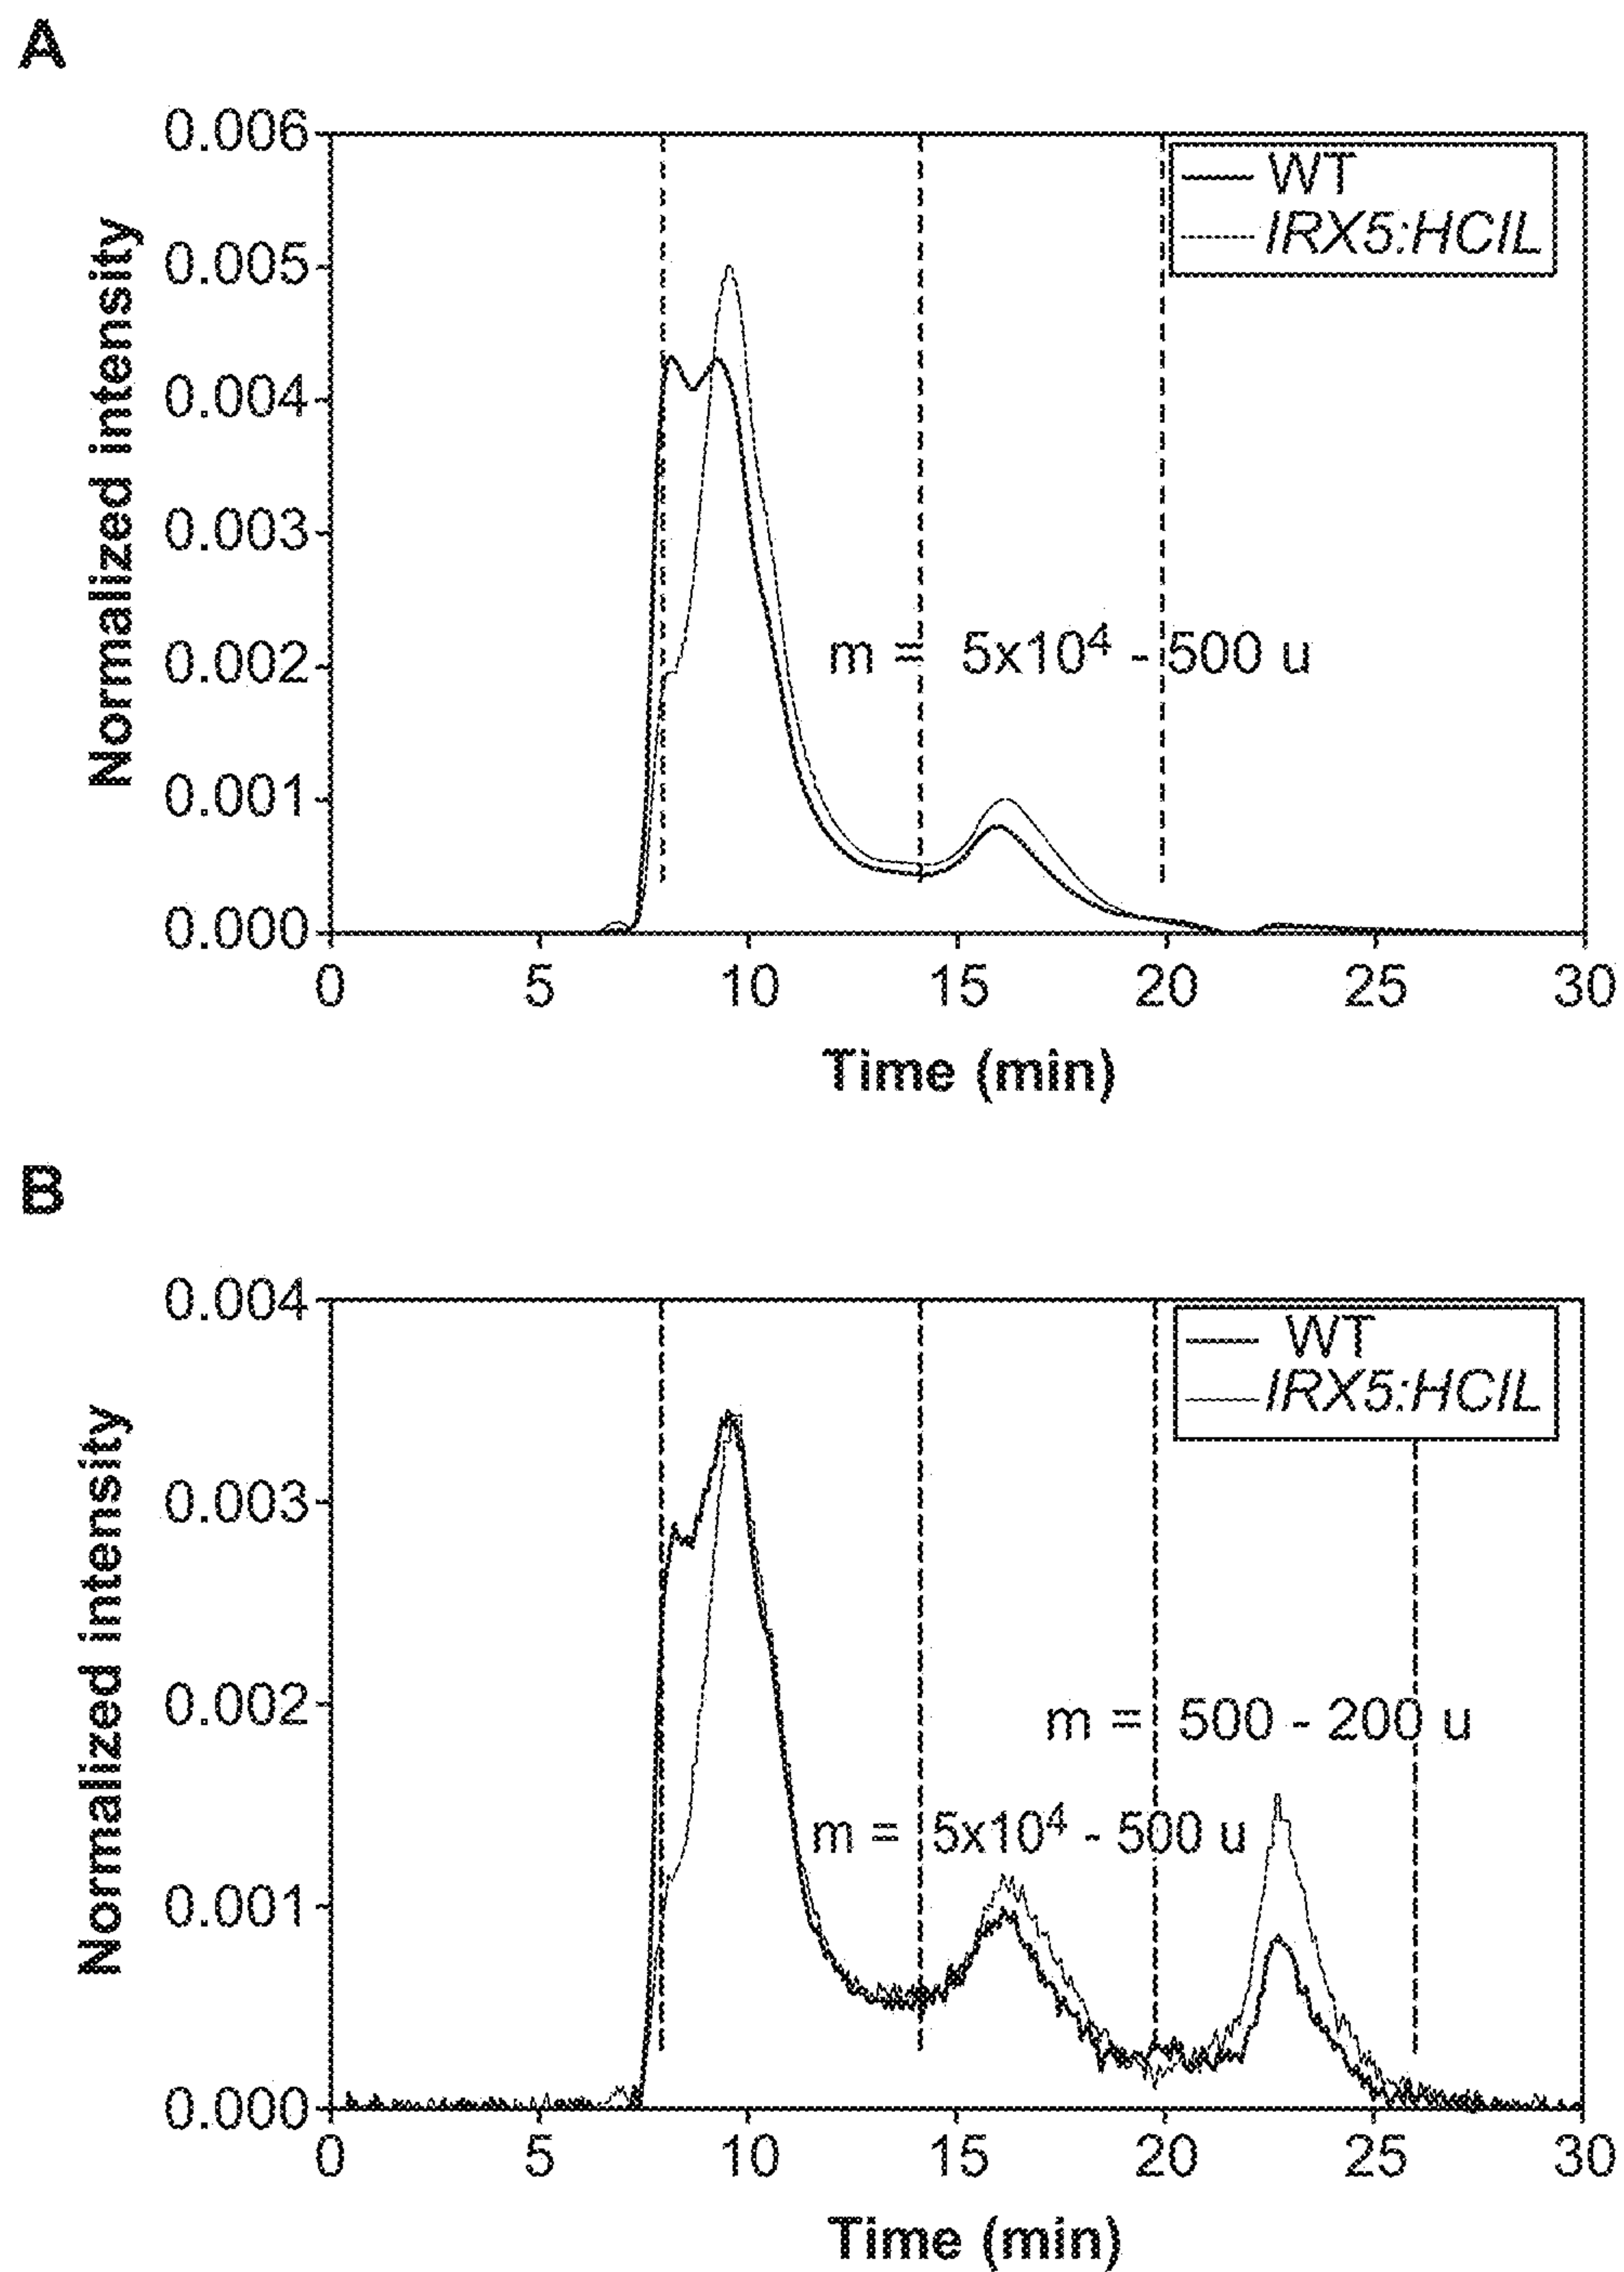 A
0.006
WT
IRX5:HCIL
0.005
0.004
0.003
m = 5x10⁴ - 500 u
0.002
0.001
0.000
0 5 10 15 20 25 30
Normalized intensity
Time (min)
B
0.004
WT
IRX5:HCIL
0.003
0.002
m = 500 - 200 u
m = 5x10⁴ - 500 u
0.001
0.000
0 5 10 15 20 25 30
Normalized intensity
Time (min)